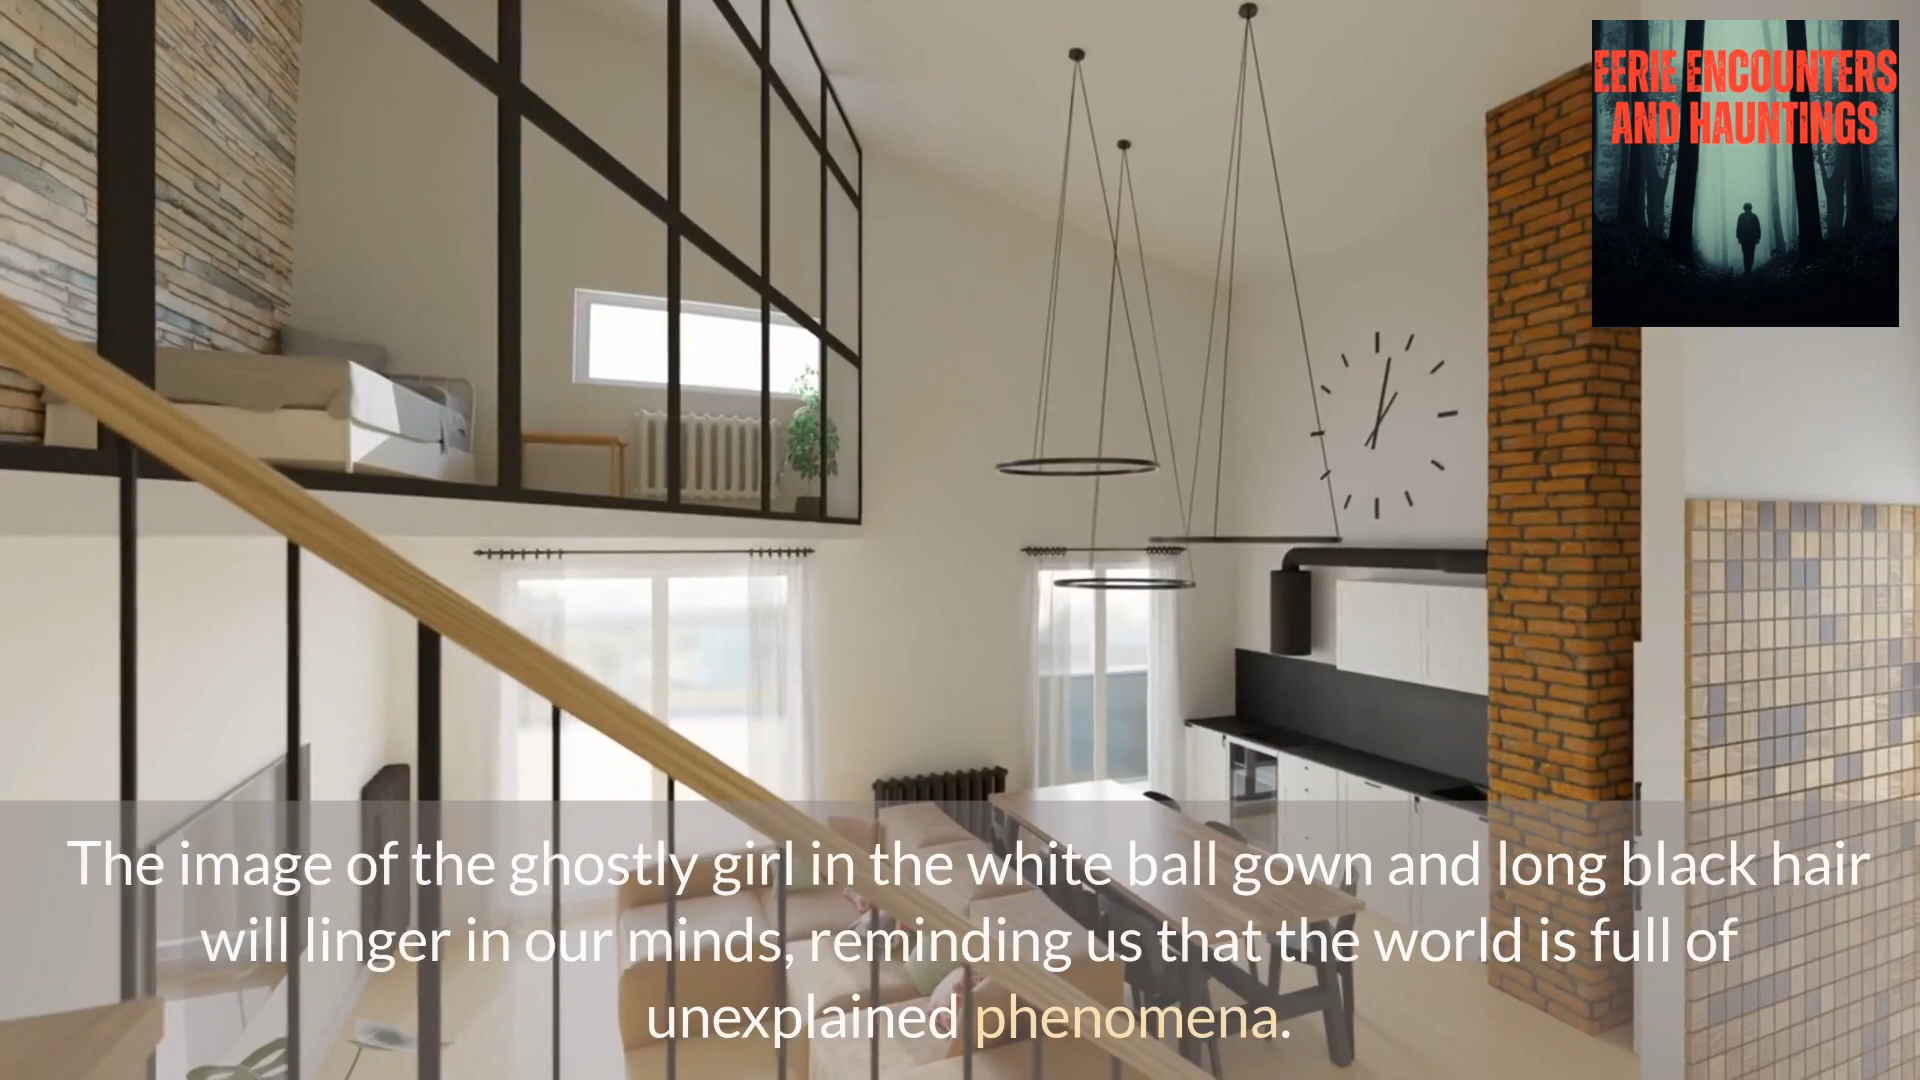 EERIE ENCOUNTERS
AND HAUNTINGS
The image of the ghostly girl in the white ball gown and long black hair
will linger in our minds, reminding us that the world is full of
unexplained phenomena.